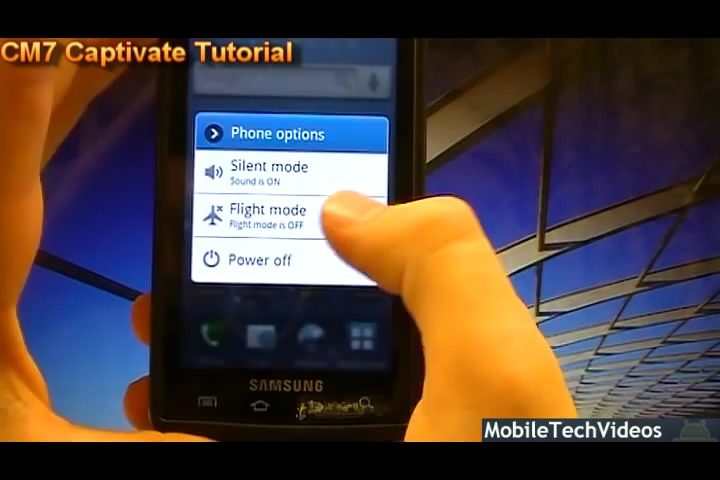 CM7 Captivate Tutorial
Phone options
Silent mode
Sound is ON
Flight mode
Flight mode is OFF
Power off
SAMSUNG
MobileTechVideos